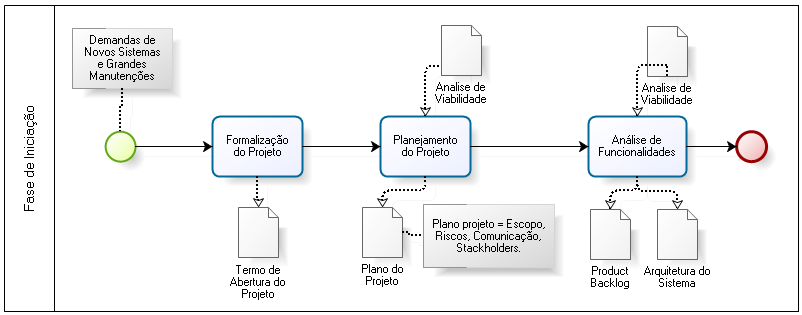 Fase de Iniciação
Demandas de
Novos Sistemas
e Grandes
Manutenções
Formalização
do Projeto
Termo de
Abertura do
Projeto
Analise de
Viabilidade
Planejamento
do Projeto
Plano do
Projeto
Plano projeto = Escopo,
Riscos, Comunicação,
Stackholders.
Analise de
Viabilidade
Análise de
Funcionalidades
Product
Backlog
Arquitetura do
Sistema